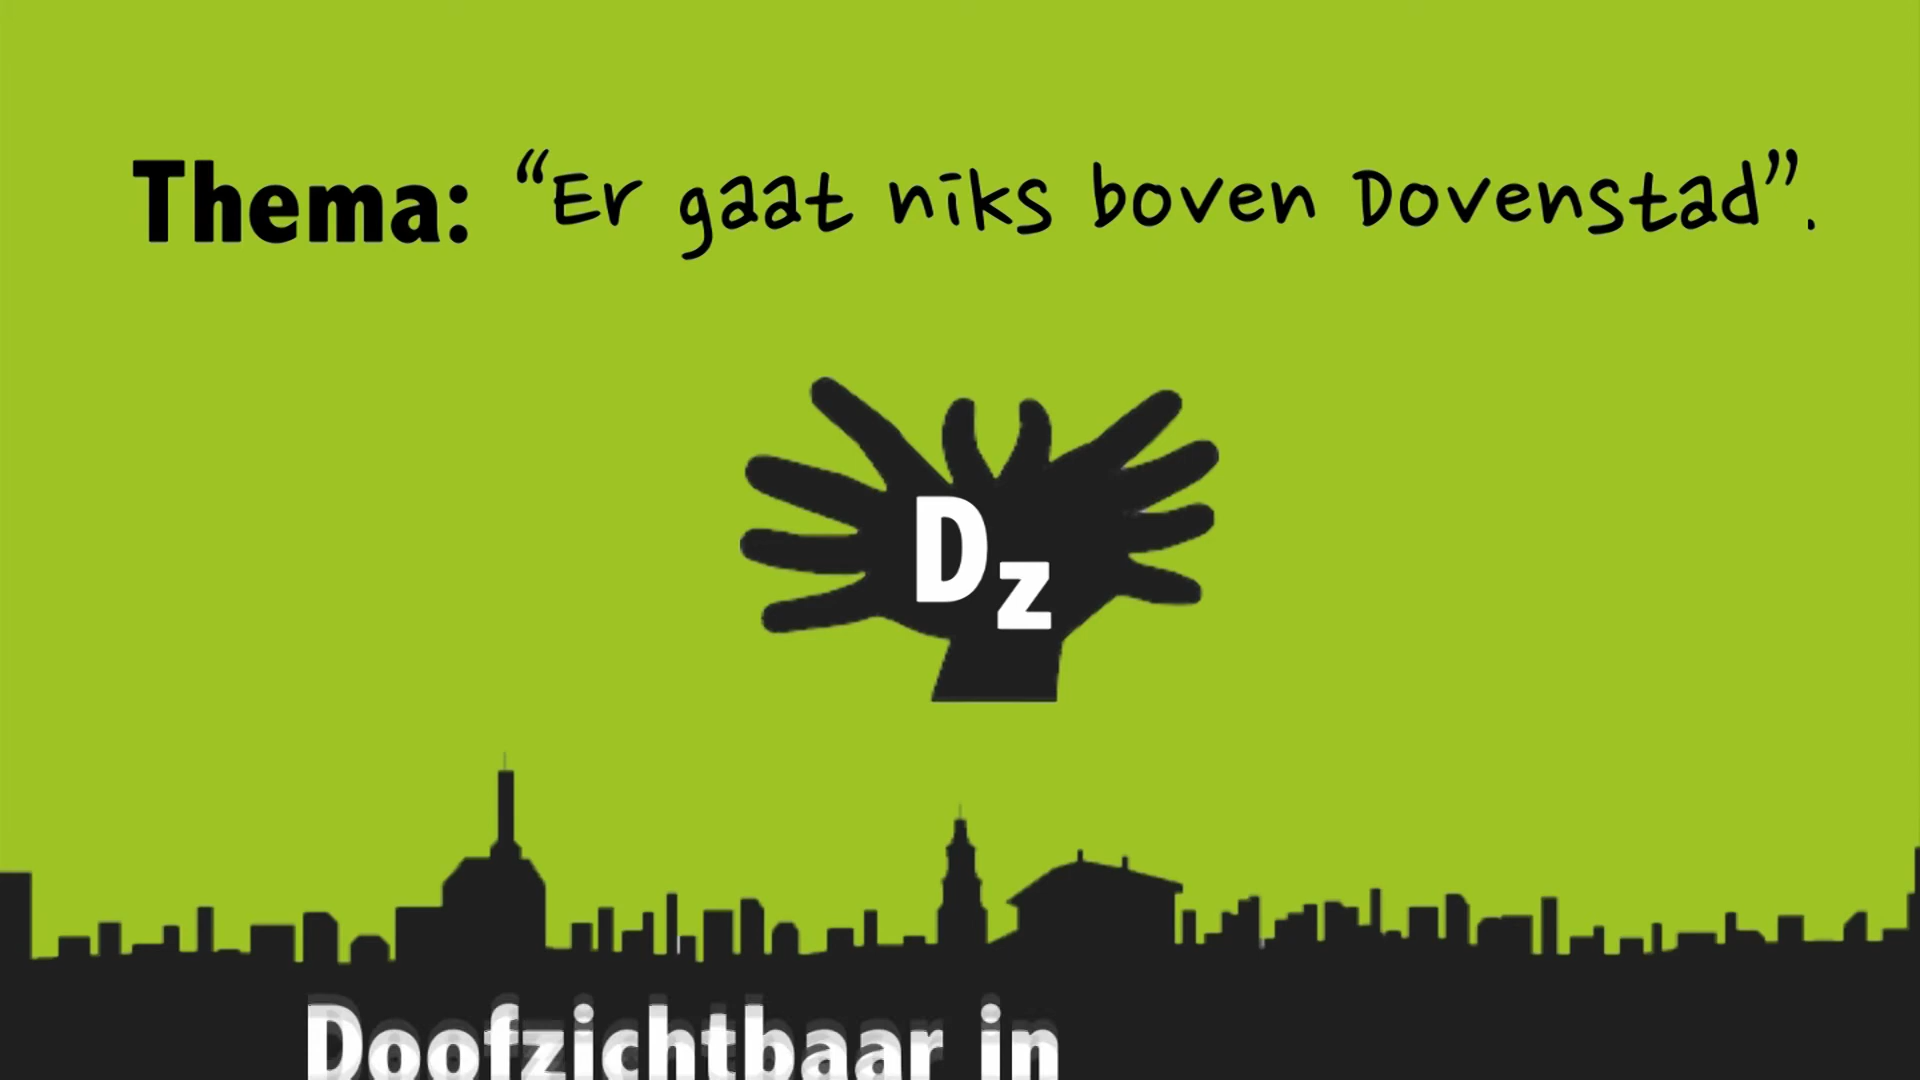 Thema: “Er gaat niks boven Dovenstad”.
Dz
Doofzichtbaar in